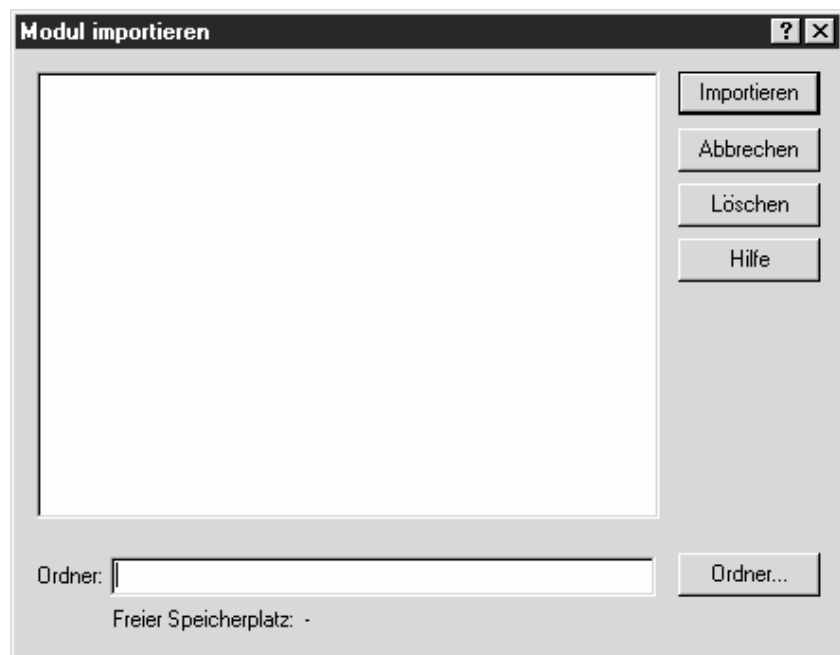 Modul importieren
Importieren
Abbrechen
Löschen
Hilfe
Ordner:
Ordner...
Freier Speicherplatz: -